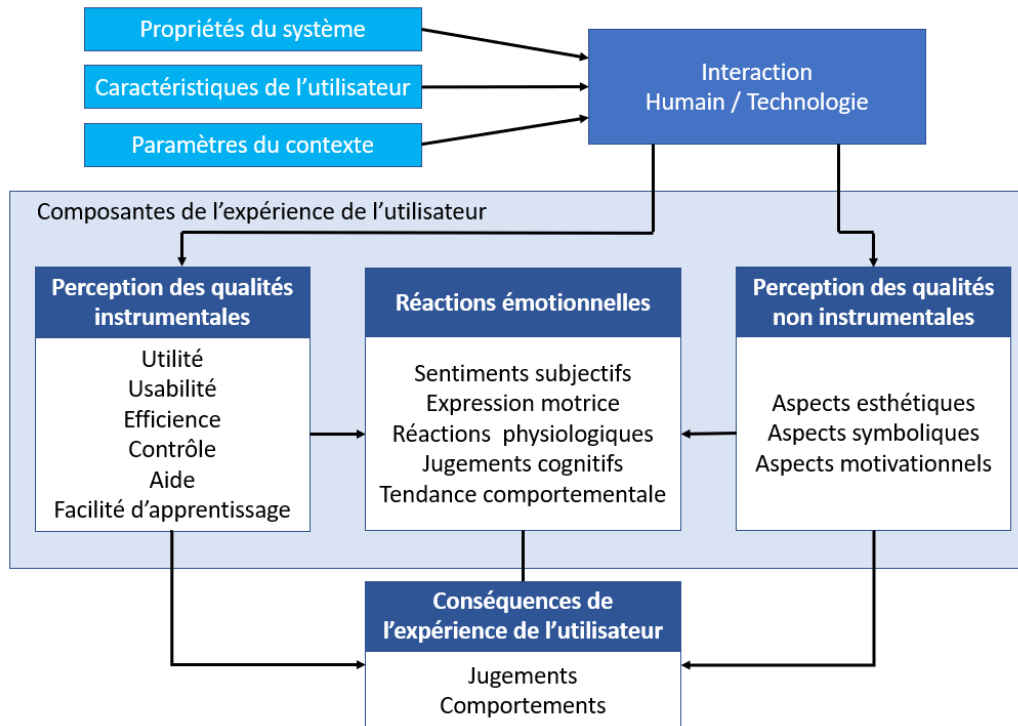 Propriétés du système
Caractéristiques de l'utilisateur
Paramètres du contexte
Interaction
Humain / Technologie
Composantes de l'expérience de l'utilisateur
Perception des qualités
instrumentales
Utilité
Usabilité
Efficience
Contrôle
Aide
Facilité d'apprentissage
Réactions émotionnelles
Sentiments subjectifs
Expression motrice
Réactions physiologiques
Jugements cognitifs
Tendance comportementale
Perception des qualités
non instrumentales
Aspects esthétiques
Aspects symboliques
Aspects motivationnels
Conséquences de
l'expérience de l'utilisateur
Jugements
Comportements